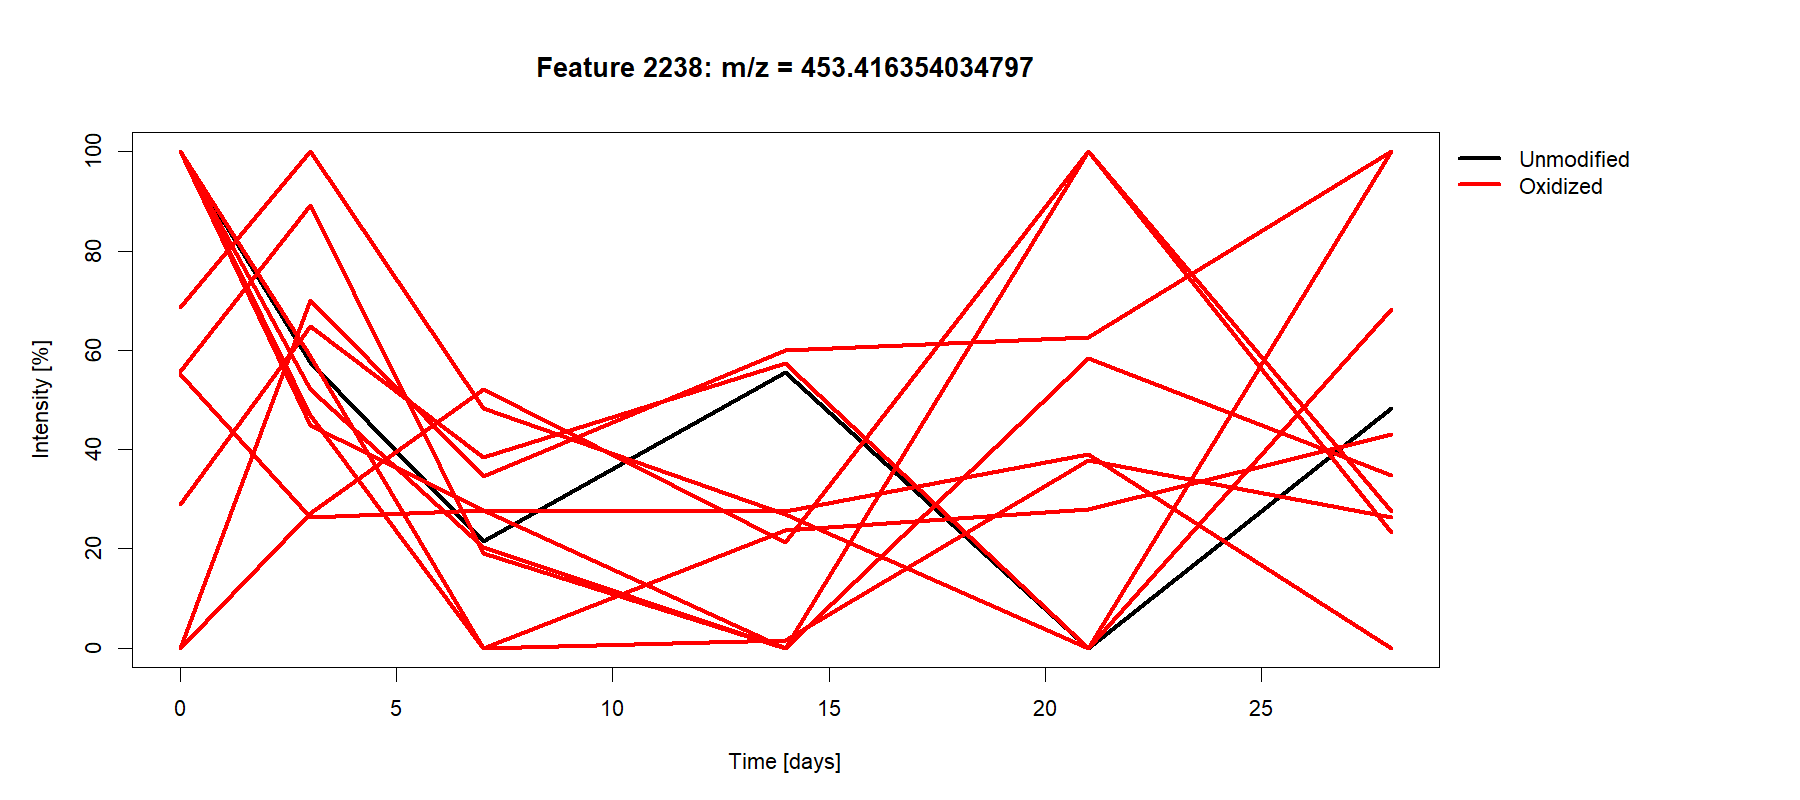 Feature 2238: m/z = 453.416354034797
Unmodified
Oxidized
Intensity [%]
100
80
60
40
20
0
0 5 10 15 20 25
Time [days]